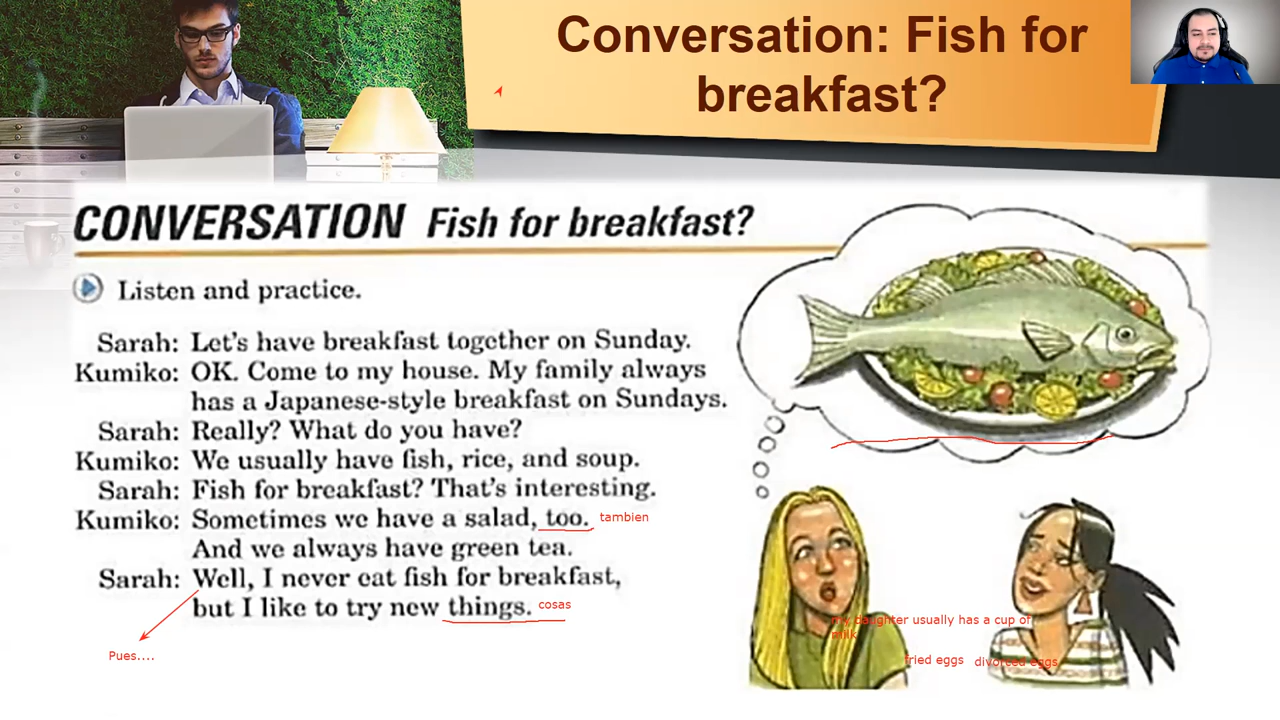 Conversation: Fish for
breakfast?
CONVERSATION Fish for breakfast?
Listen and practice.
Sarah: Let's have breakfast together on Sunday.
Kumiko: OK. Come to my house. My family always
has a Japanese-style breakfast on Sundays.
Sarah: Really? What do you have?
Kumiko: We usually have fish, rice, and soup.
Sarah: Fish for breakfast? That's interesting.
Kumiko: Sometimes we have a salad, too. tambien
And we always have green tea.
Sarah: Well, I never eat fish for breakfast,
but I like to try new things. cosas
Pues....
my daughter usually has a cup of
milk
fried eggs divorced eggs